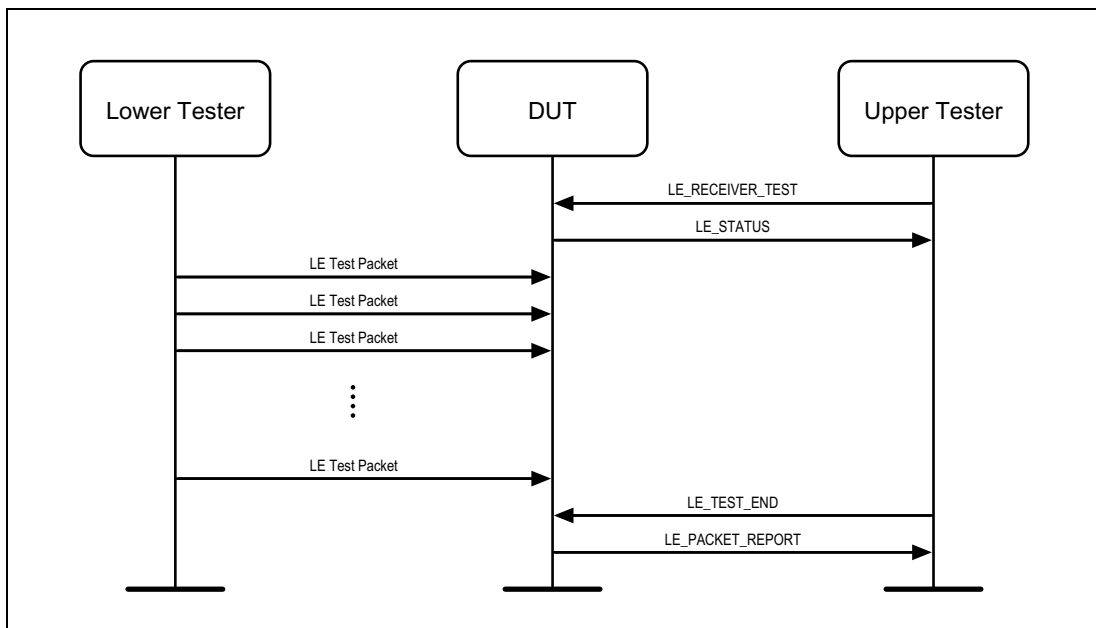 Lower Tester
DUT
Upper Tester
LE_RECEIVER_TEST
LE_STATUS
LE Test Packet
LE Test Packet
LE Test Packet
LE Test Packet
LE_TEST_END
LE_PACKET_REPORT